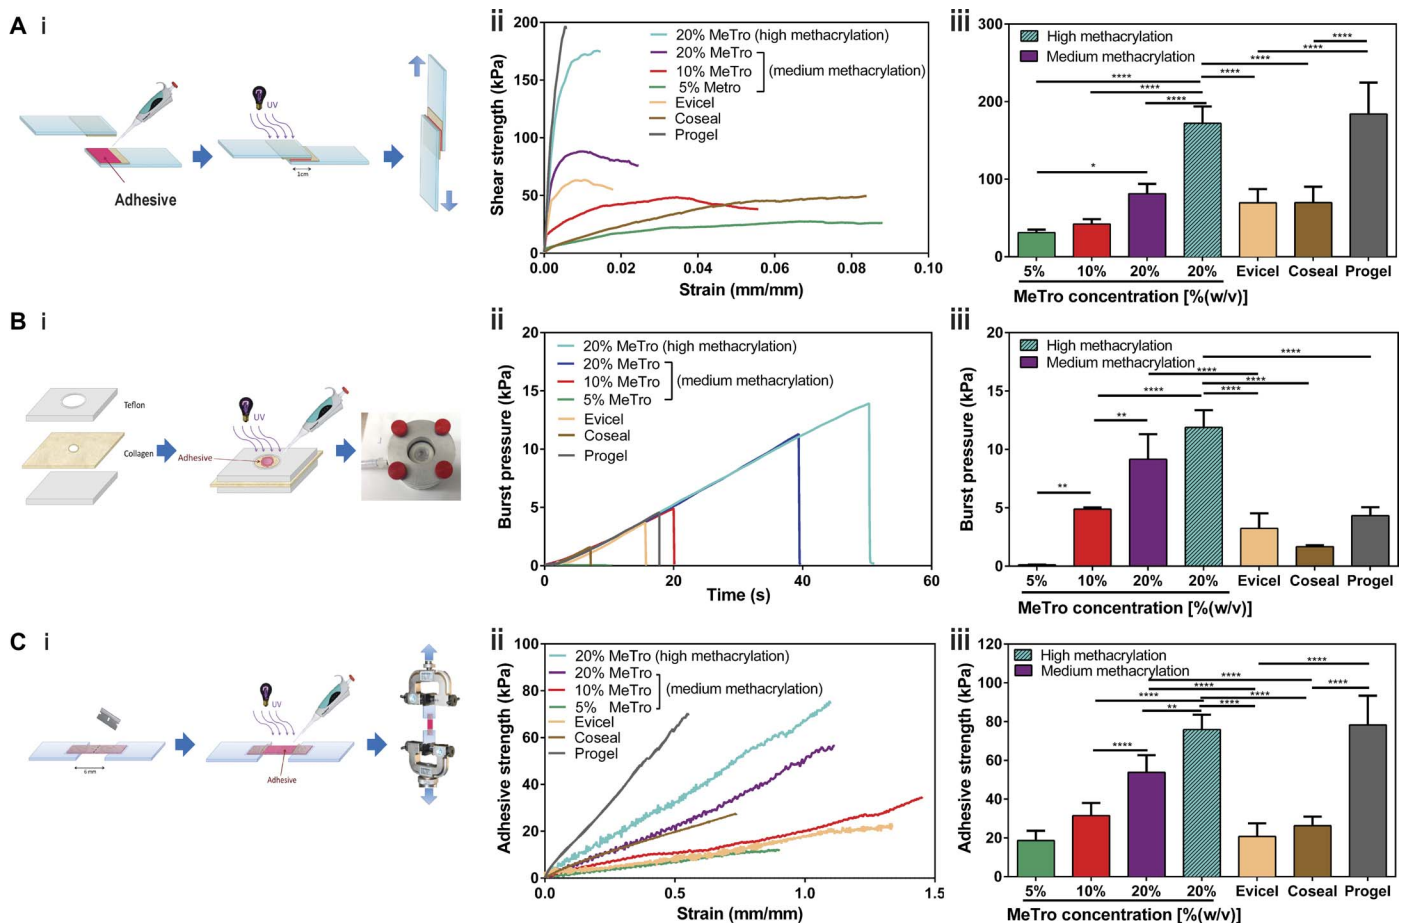 A i
UV
1cm
Adhesive
ii
Shear strength (kPa)
200
150
100
50
0
20% MeTro (high methacrylation)
20% MeTro
10% MeTro (medium methacrylation)
5% Metro
Evicel
Coseal
Progel
0.00 0.02 0.04 0.06 0.08 0.10
Strain (mm/mm)
iii
Shear strength (kPa)
300
200
100
0
High methacrylation
Medium methacrylation
****
****
****
**** ****
****
****
*
5% 10% 20% 20% Evicel Coseal Progel
MeTro concentration [%(w/v)]
B i
Teflon
Collagen
UV
Adhesive
ii
Burst pressure (kPa)
20
15
10
5
0
20% MeTro (high methacrylation)
20% MeTro
10% MeTro (medium methacrylation)
5% MeTro
Evicel
Coseal
Progel
0 20 40 60
Time (s)
iii
Burst pressure (kPa)
20
15
10
5
0
High methacrylation
Medium methacrylation
****
****
****
**** ****
**
**
5% 10% 20% 20% Evicel Coseal Progel
MeTro concentration [%(w/v)]
C i
6 mm
UV
Adhesive
ii
Adhesive strength (kPa)
100
80
60
40
20
0
20% MeTro (high methacrylation)
20% MeTro
10% MeTro (medium methacrylation)
5% MeTro
Evicel
Coseal
Progel
0.0 0.5 1.0 1.5
Strain (mm/mm)
iii
Adhesive strength (kPa)
120
100
80
60
40
20
0
High methacrylation
Medium methacrylation
****
****
****
****
**** ****
** ****
****
5% 10% 20% 20% Evicel Coseal Progel
MeTro concentration [%(w/v)]